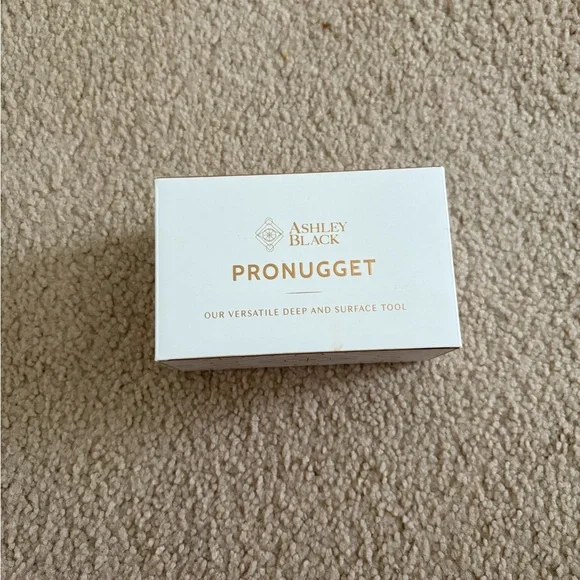 ASHLEY
BLACK
PRONUGGET
OUR VERSATILE DEEP AND SURFACE TOOL